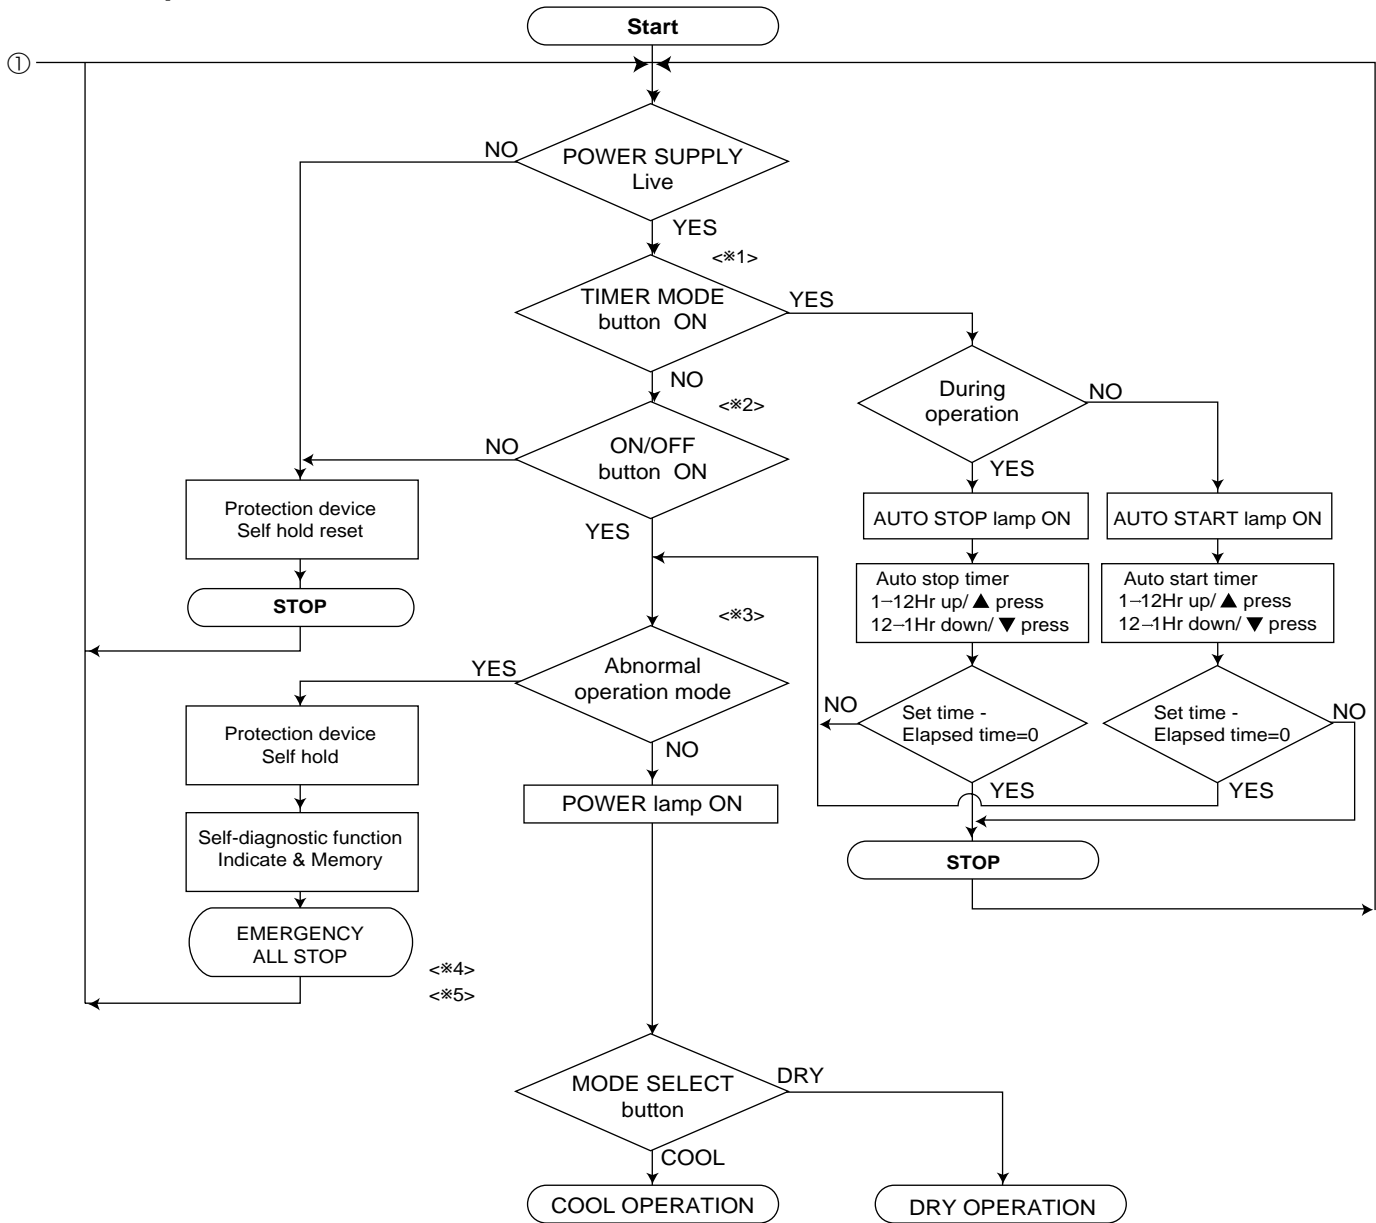 Start
①
NO
POWER SUPPLY
Live
YES
<※1>
TIMER MODE
button ON
YES
NO
<※2>
During
operation
NO
NO
ON/OFF
button ON
YES
YES
Protection device
Self hold reset
AUTO STOP lamp ON
AUTO START lamp ON
STOP
Auto stop timer
1→12Hr up/ ▲ press
12→1Hr down/ ▼ press
Auto start timer
1→12Hr up/ ▲ press
12→1Hr down/ ▼ press
<※3>
YES
Abnormal
operation mode
NO
Set time -
Elapsed time=0
Set time -
Elapsed time=0
NO
Protection device
Self hold
NO
YES
YES
POWER lamp ON
Self-diagnostic function
Indicate & Memory
STOP
EMERGENCY
ALL STOP
<※4>
<※5>
MODE SELECT
button
DRY
COOL
COOL OPERATION
DRY OPERATION